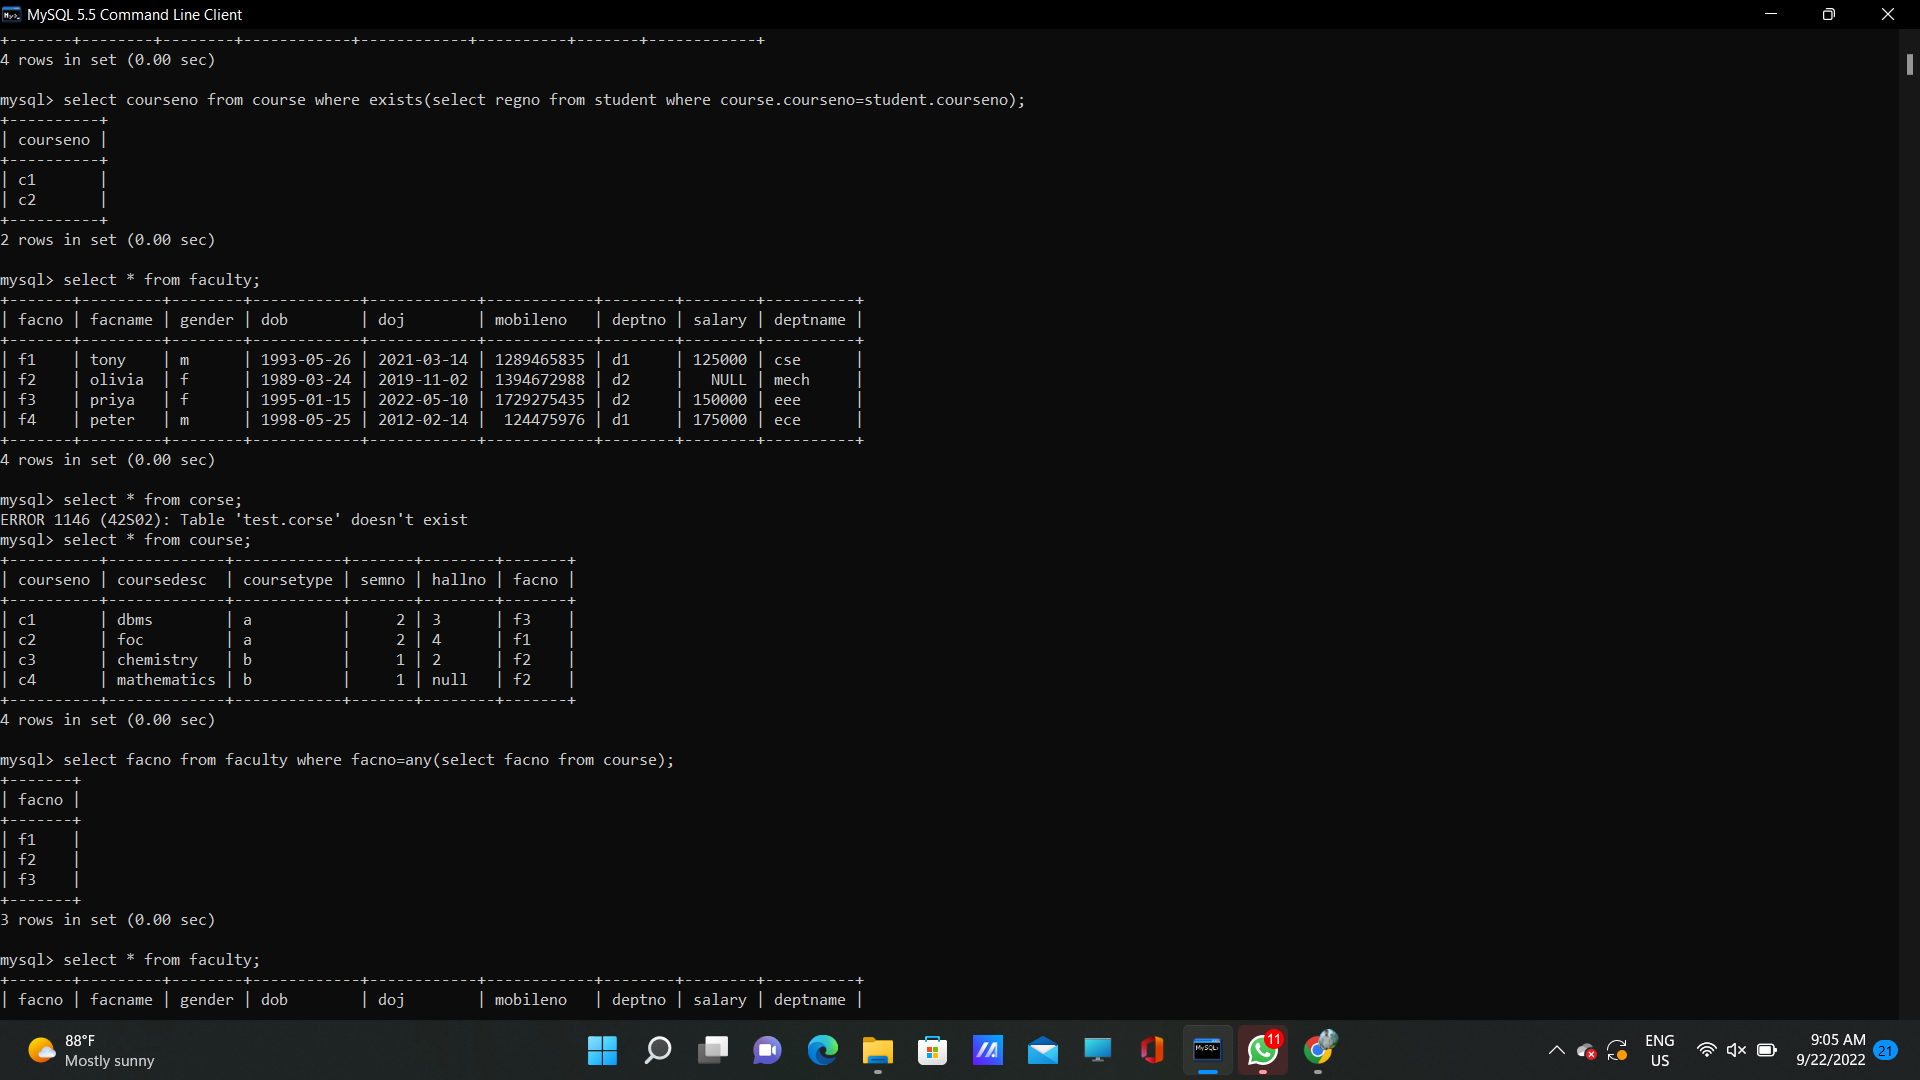 MySQL 5.5 Command Line Client
+-------+--------+--------+------------+------------+----------+-------+------------+
4 rows in set (0.00 sec)
mysql> select courseno from course where exists(select regno from student where course.courseno=student.courseno);
+----------+
| courseno |
+----------+
| c1       |
| c2       |
+----------+
2 rows in set (0.00 sec)
mysql> select * from faculty;
+-------+---------+--------+------------+------------+------------+--------+--------+----------+
| facno | facname | gender | dob        | doj        | mobileno   | deptno | salary | deptname |
+-------+---------+--------+------------+------------+------------+--------+--------+----------+
| f1    | tony    | m      | 1993-05-26 | 2021-03-14 | 1289465835 | d1     | 125000 | cse      |
| f2    | olivia  | f      | 1989-03-24 | 2019-11-02 | 1394672988 | d2     |   NULL | mech     |
| f3    | priya   | f      | 1995-01-15 | 2022-05-10 | 1729275435 | d2     | 150000 | eee      |
| f4    | peter   | m      | 1998-05-25 | 2012-02-14 |  124475976 | d1     | 175000 | ece      |
+-------+---------+--------+------------+------------+------------+--------+--------+----------+
4 rows in set (0.00 sec)
mysql> select * from corse;
ERROR 1146 (42S02): Table 'test.corse' doesn't exist
mysql> select * from course;
+----------+-------------+------------+-------+--------+-------+
| courseno | coursedesc  | coursetype | semno | hallno | facno |
+----------+-------------+------------+-------+--------+-------+
| c1       | dbms        | a          |     2 | 3      | f3    |
| c2       | foc         | a          |     2 | 4      | f1    |
| c3       | chemistry   | b          |     1 | 2      | f2    |
| c4       | mathematics | b          |     1 | null   | f2    |
+----------+-------------+------------+-------+--------+-------+
4 rows in set (0.00 sec)
mysql> select facno from faculty where facno=any(select facno from course);
+-------+
| facno |
+-------+
| f1    |
| f2    |
| f3    |
+-------+
3 rows in set (0.00 sec)
mysql> select * from faculty;
+-------+---------+--------+------------+------------+------------+--------+--------+----------+
| facno | facname | gender | dob        | doj        | mobileno   | deptno | salary | deptname |
88°F
Mostly sunny
MySQL>
11
ENG
US
9:05 AM
9/22/2022
21